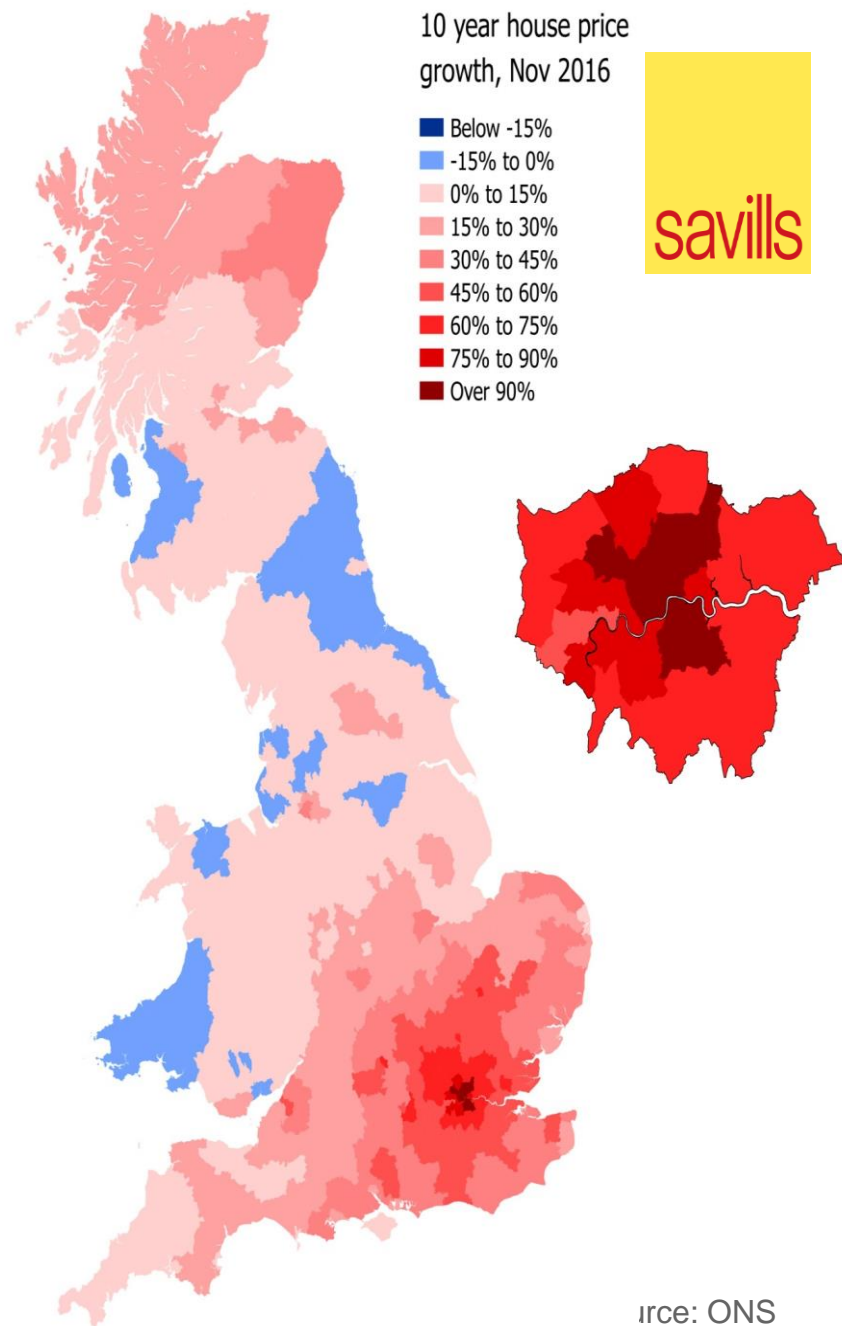 10 year house price
growth, Nov 2016
Below -15%
-15% to 0%
0% to 15%
15% to 30%
30% to 45%
45% to 60%
60% to 75%
75% to 90%
Over 90%
savills
urce: ONS